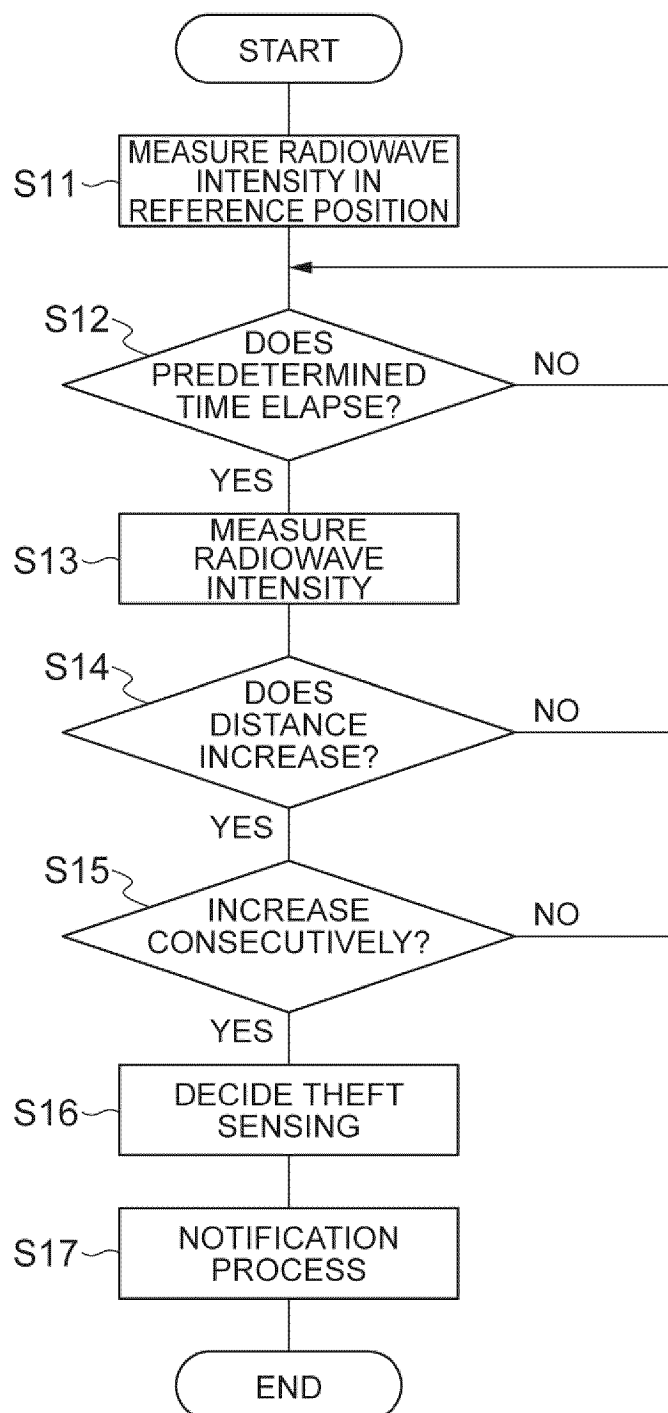 START
S11
MEASURE RADIOWAVE
INTENSITY IN
REFERENCE POSITION
S12
DOES
PREDETERMINED
TIME ELAPSE?
NO
YES
S13
MEASURE
RADIOWAVE
INTENSITY
S14
DOES
DISTANCE
INCREASE?
NO
YES
S15
INCREASE
CONSECUTIVELY?
NO
YES
S16
DECIDE THEFT
SENSING
S17
NOTIFICATION
PROCESS
END